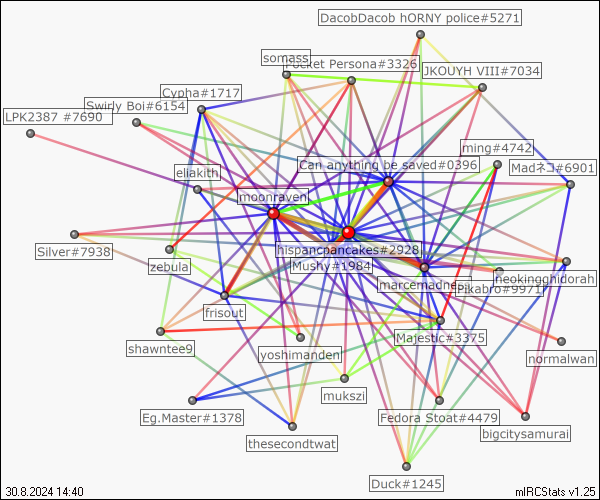 DacobDacob hORNY police#5271
somass
Pocket Persona#3326
JKOUYH VIII#7034
Cypha#1717
Swirly Boi#6154
LPK2387 #7690
ming#4742
Can anything be saved#0396
Madネコ#6901
eliakith
moonraven
Silver#7938
hispancpancakes#2928
zebula
Mushy#1984
marcemadness
neokingghidorah
Pikabro#9971
frisout
Majestic#3375
shawntee9
yoshimanden
normalwan
mukszi
Eg.Master#1378
Fedora Stoat#4479
bigcitysamurai
thesecondtwat
Duck#1245
30.8.2024 14:40
mIRCStats v1.25